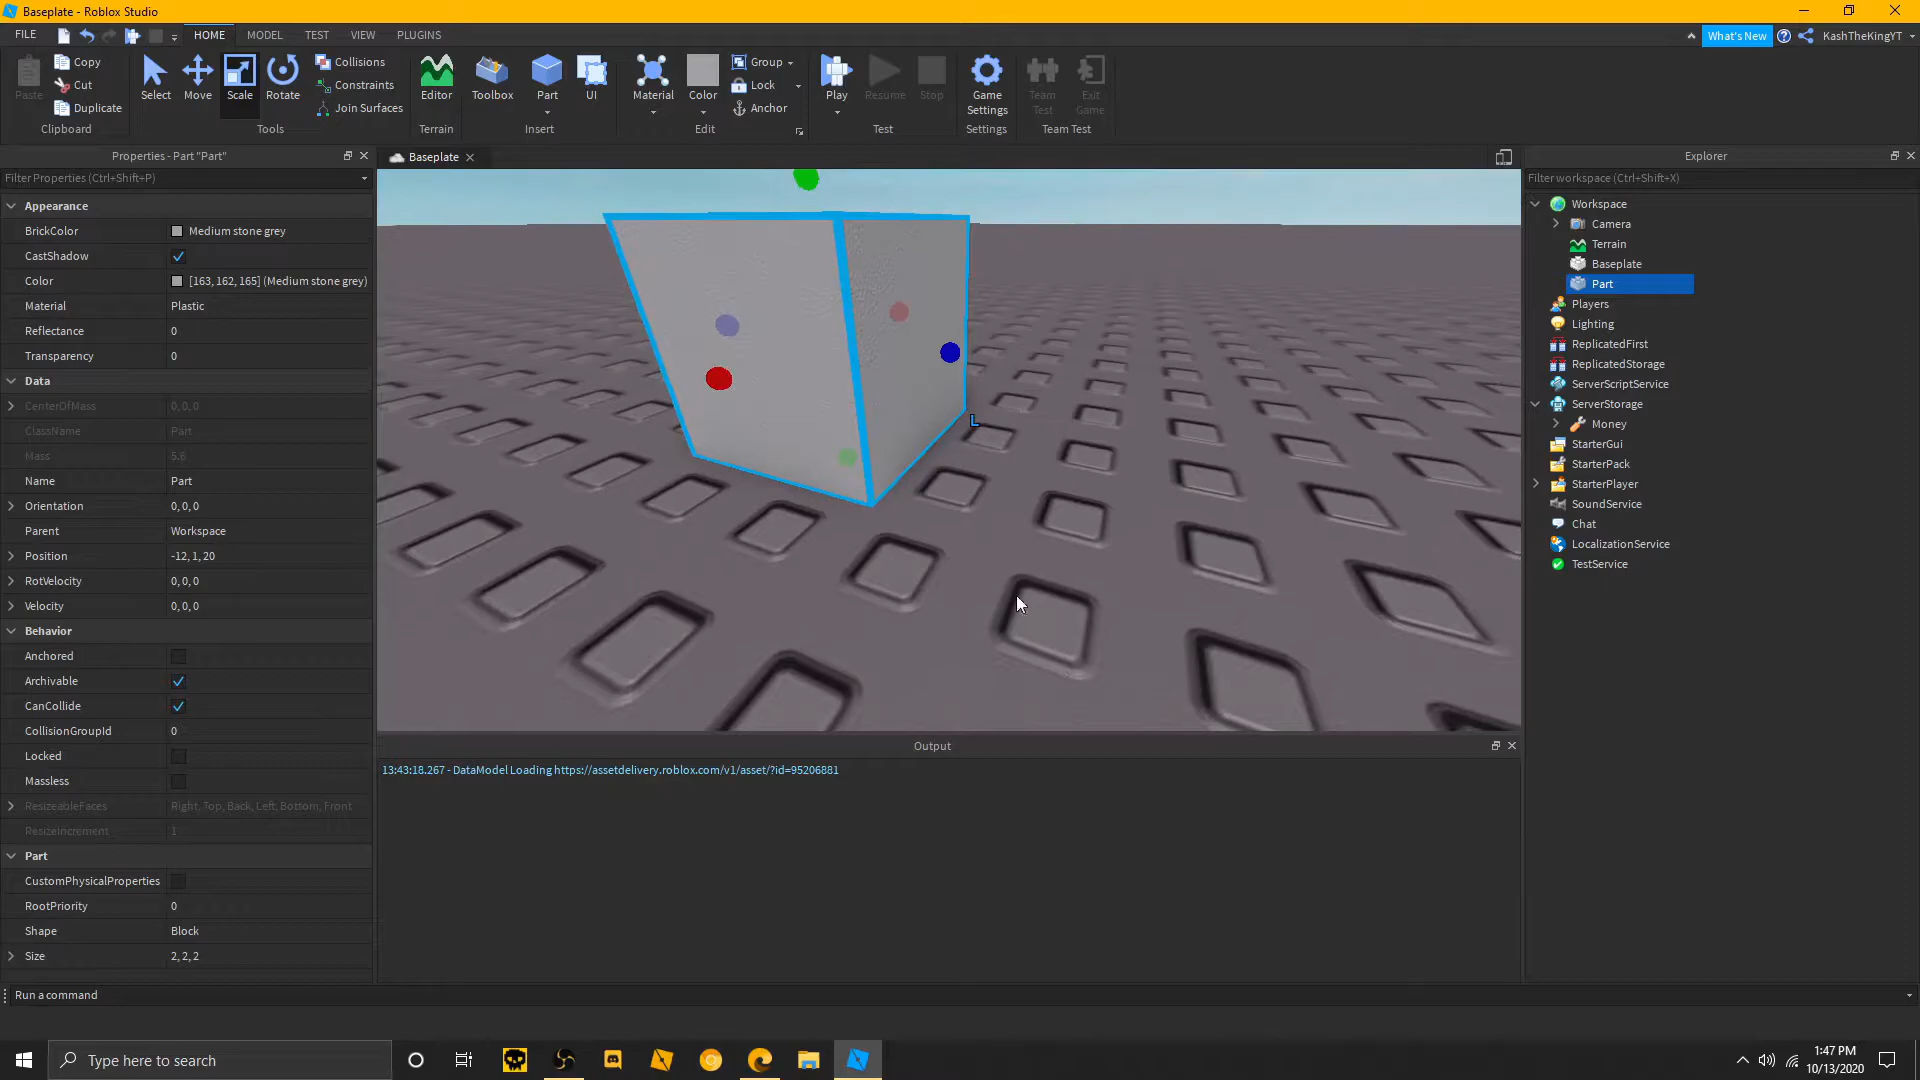 Baseplate - Roblox Studio
FILE HOME MODEL TEST VIEW PLUGINS What's New KashTheKingYT
Paste Copy Cut Duplicate
Clipboard
Select Move Scale Rotate
Collisions
Constraints
Join Surfaces
Tools
Editor
Terrain
Toolbox Part UI
Insert
Material Color
Group
Lock
Anchor
Edit
Play Resume Stop
Test
Game Settings
Settings
Team Test
Exit Game
Team Test
Properties - Part "Part"
Filter Properties (Ctrl+Shift+P)
Appearance
BrickColor Medium stone grey
CastShadow
Color [163, 162, 165] (Medium stone grey)
Material Plastic
Reflectance 0
Transparency 0
Data
CenterOfMass 0, 0, 0
ClassName Part
Mass 5.6
Name Part
Orientation 0, 0, 0
Parent Workspace
Position -12, 1, 20
RotVelocity 0, 0, 0
Velocity 0, 0, 0
Behavior
Anchored
Archivable
CanCollide
CollisionGroupId 0
Locked
Massless
ResizeableFaces Right, Top, Back, Left, Bottom, Front
ResizeIncrement 1
Part
CustomPhysicalProperties
RootPriority 0
Shape Block
Size 2, 2, 2
Baseplate
L
Output
13:43:18.267 - DataModel Loading https://assetdelivery.roblox.com/v1/asset/?id=95206881
Explorer
Filter workspace (Ctrl+Shift+X)
Workspace
Camera
Terrain
Baseplate
Part
Players
Lighting
ReplicatedFirst
ReplicatedStorage
ServerScriptService
ServerStorage
Money
StarterGui
StarterPack
StarterPlayer
SoundService
Chat
LocalizationService
TestService
Run a command
Type here to search
1:47 PM
10/13/2020